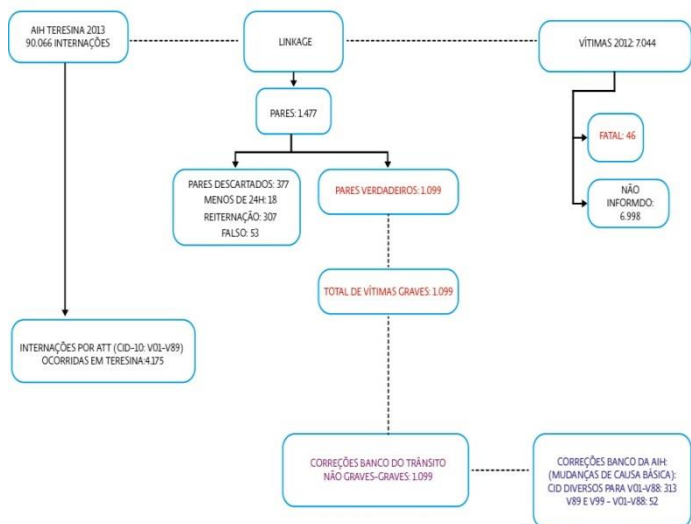 AIH TERESINA 2013
90.066 INTERNAÇÕES
LINKAGE
VÍTIMAS 2012: 7.044
PARES: 1.477
FATAL: 46
PARES DESCARTADOS: 377
MENOS DE 24H: 18
REITERNAÇÃO: 307
FALSO: 53
PARES VERDADEIROS: 1.099
NÃO
INFORMDO:
6.998
TOTAL DE VÍTIMAS GRAVES: 1.099
INTERNAÇÕES POR ATT (CID-10: V01-V89)
OCORRIDAS EM TERESINA:4.175
CORREÇÕES BANCO DO TRÂNSITO
NÃO GRAVES-GRAVES: 1.099
CORREÇÕES BANCO DA AIH:
(MUDANÇAS DE CAUSA BÁSICA):
CID DIVERSOS PARA V01-V88: 313
V89 E V99 - V01-V88: 52